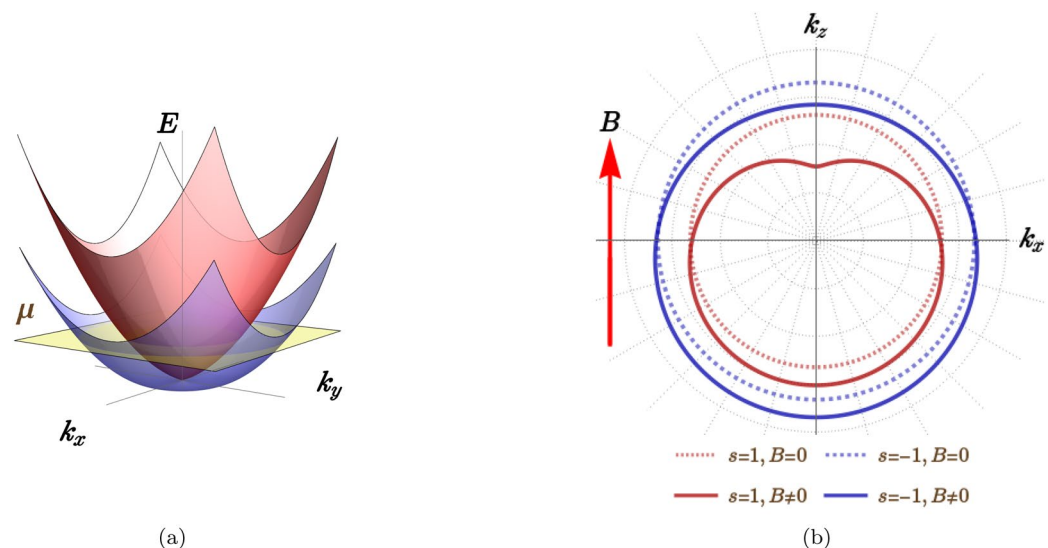 E
μ
k_y
k_x
(a)
k_z
B
k_x
s=1, B=0
s=−1, B=0
s=1, B≠0
s=−1, B≠0
(b)